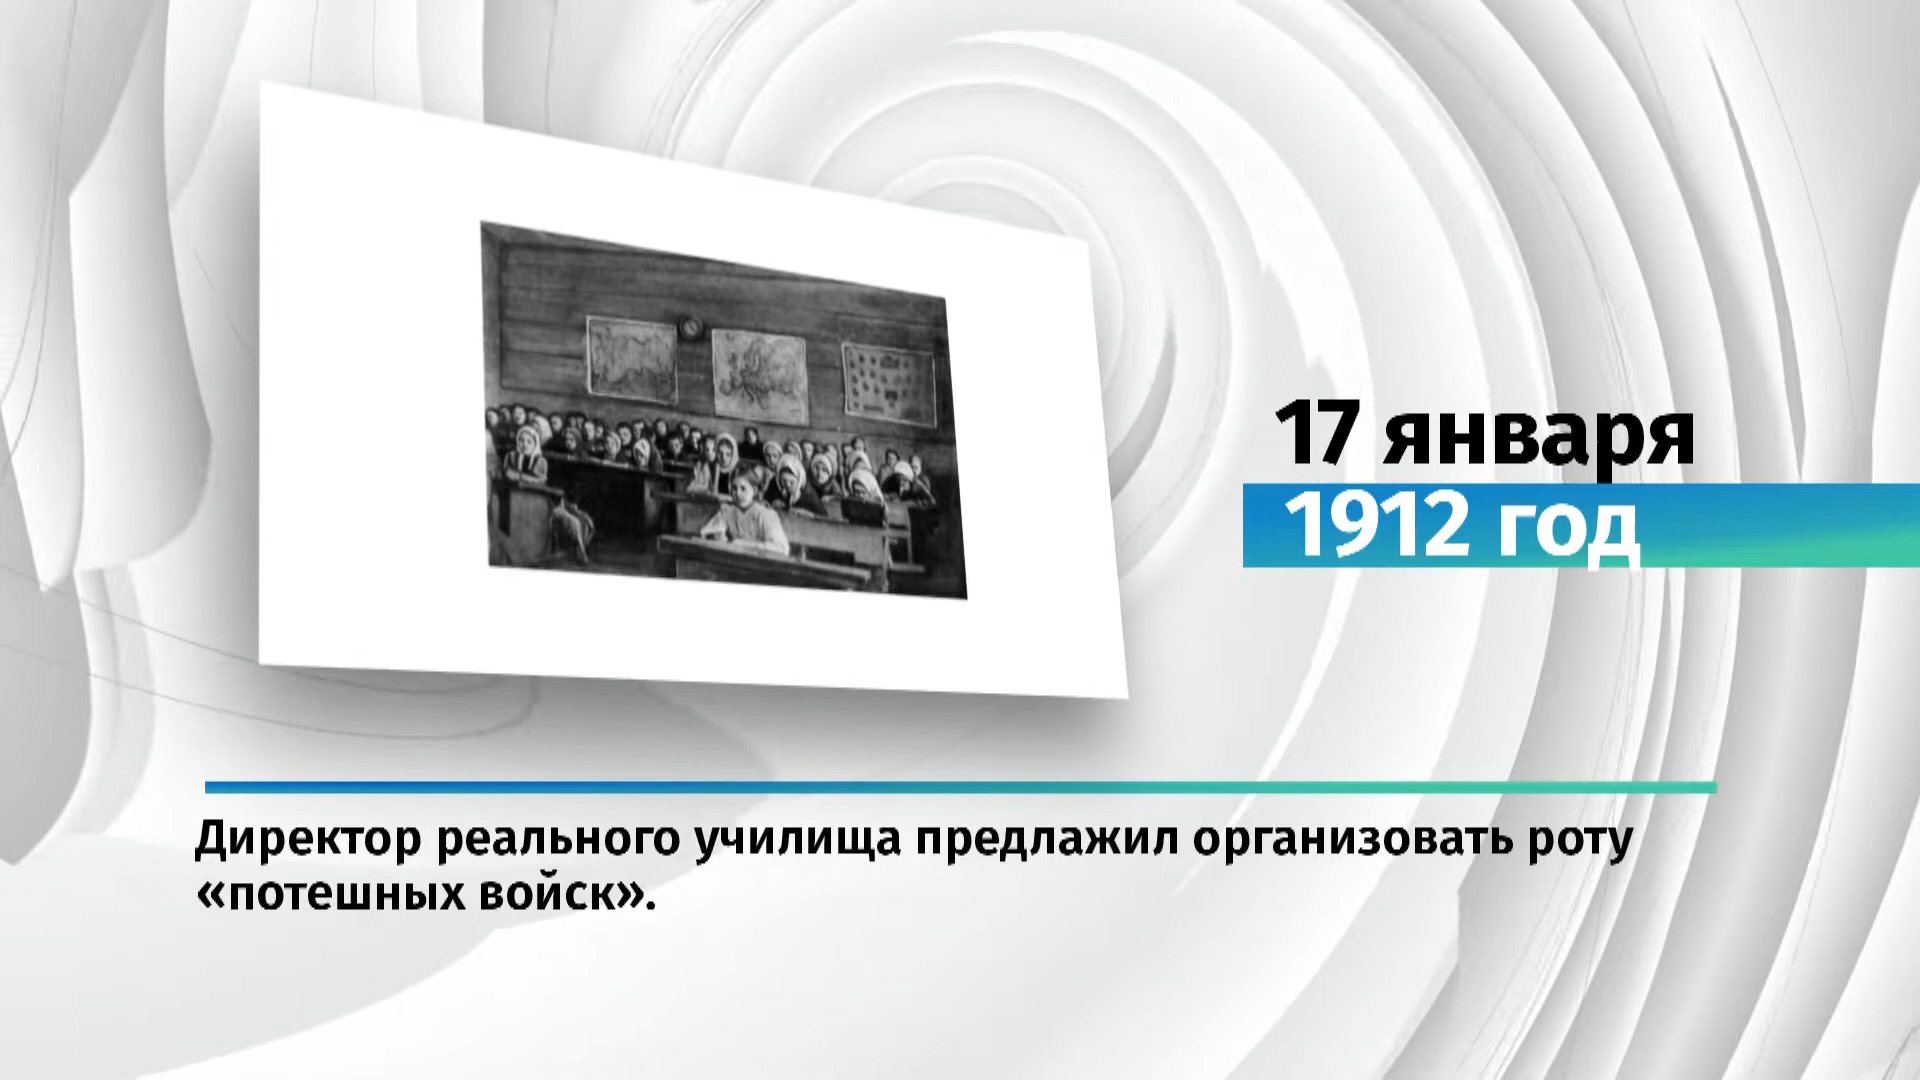 17 января
1912 год
Директор реального училища предлажил организовать роту
«потешных войск».